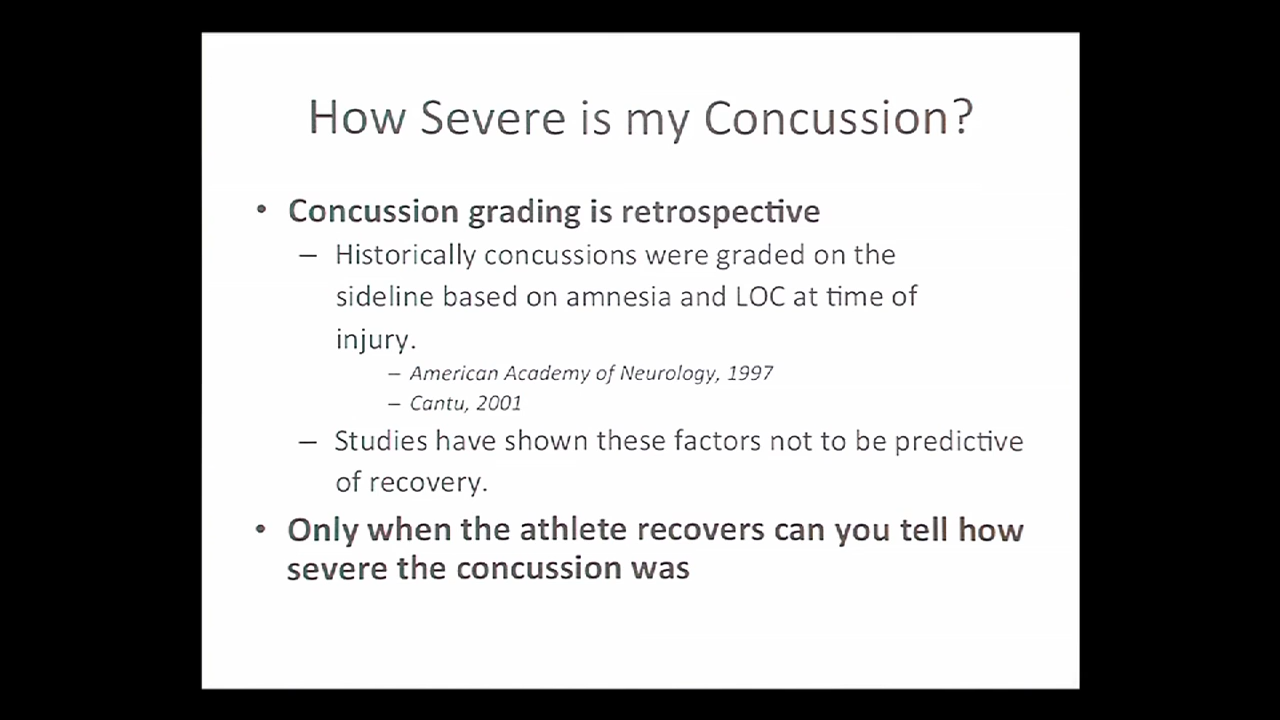 How Severe is my Concussion?
• Concussion grading is retrospective
– Historically concussions were graded on the
sideline based on amnesia and LOC at time of
injury.
– American Academy of Neurology, 1997
– Cantu, 2001
– Studies have shown these factors not to be predictive
of recovery.
• Only when the athlete recovers can you tell how
severe the concussion was